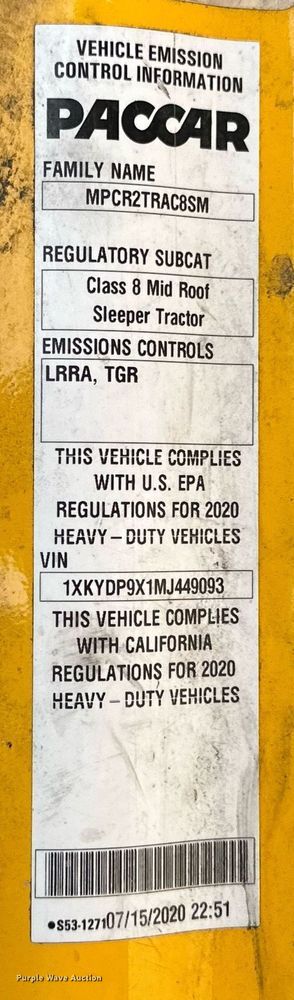 VEHICLE EMISSION
CONTROL INFORMATION
PACCAR
FAMILY NAME
MPCR2TRAC8SM
REGULATORY SUBCAT
Class 8 Mid Roof
Sleeper Tractor
EMISSIONS CONTROLS
LRRA, TGR
THIS VEHICLE COMPLIES
WITH U.S. EPA
REGULATIONS FOR 2020
HEAVY – DUTY VEHICLES
VIN
1XKYDP9X1MJ449093
THIS VEHICLE COMPLIES
WITH CALIFORNIA
REGULATIONS FOR 2020
HEAVY – DUTY VEHICLES
•S53-1271 07/15/2020 22:51
Purple Wave Auction